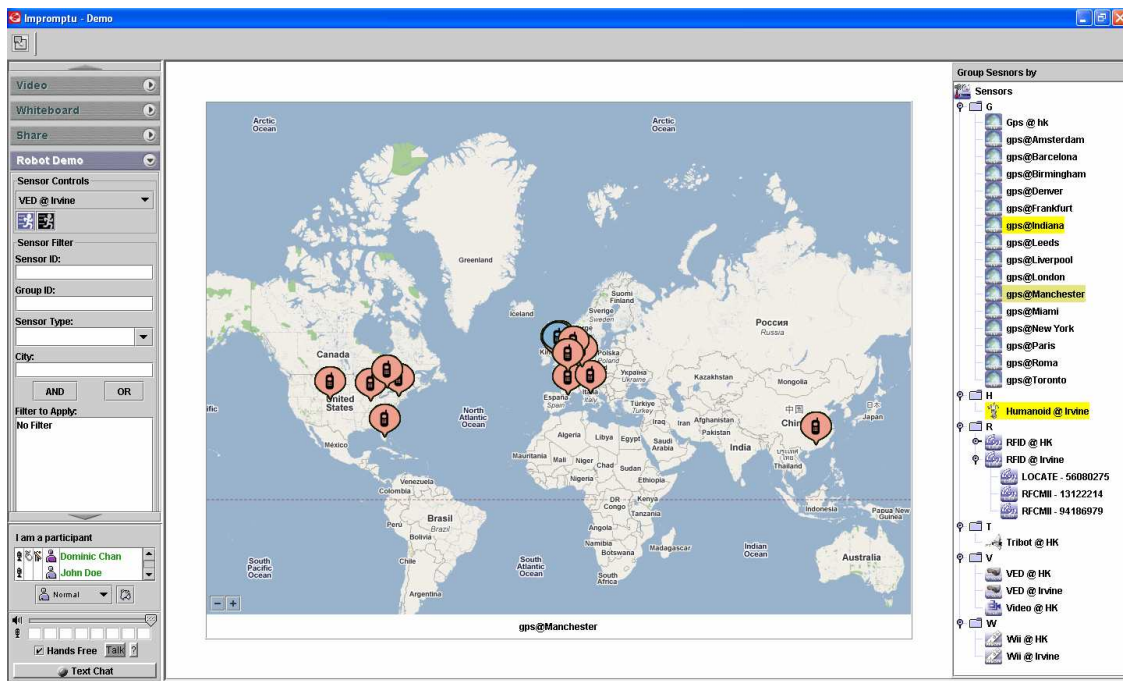 Impromptu - Demo
Video
Whiteboard
Share
Robot Demo
Sensor Controls
VED @ Irvine
Sensor Filter
Sensor ID:
Group ID:
Sensor Type:
City:
AND
OR
Filter to Apply:
No Filter
I am a participant
Dominic Chan
John Doe
Normal
Hands Free
Talk
?
Text Chat
Arctic
Ocean
Arctic
Ocean
Greenland
Iceland
Suomi
Finland
Sverige
Sweden
Россия
Russia
Canada
Polska
Poland
Україна
Ukraine
Kazakhstan
Mongolia
United
States
North
Atlantic
Ocean
España
Spain
Italia
Italy
Türkiye
Turkey
中国
日本
Japan
Iraq
Iran
Afghanistan
Pakistan
India
México
Algeria
Libya
Egypt
Saudi
Arabia
Mauritania
Mali
Niger
Chad
Sudan
Nigeria
Ethiopia
Thailand
Venezuela
Colombia
DR
Congo
Kenya
Tanzania
Indonesia
Papua New
Guinea
Peru
Brasil
Brazil
Bolivia
Angola
Namibia
Botswana
Madagascar
Chile
South
Pacific
Ocean
South
Atlantic
Ocean
Indian
Ocean
South
Africa
Australia
Argentina
gps@Manchester
Group Sesnors by
Sensors
G
Gps @ hk
gps@Amsterdam
gps@Barcelona
gps@Birmingham
gps@Denver
gps@Frankfurt
gps@Indiana
gps@Leeds
gps@Liverpool
gps@London
gps@Manchester
gps@Miami
gps@New York
gps@Paris
gps@Roma
gps@Toronto
H
Humanoid @ Irvine
R
RFID @ HK
RFID @ Irvine
LOCATE - 56080275
RFCMII - 13122214
RFCMII - 94186979
T
Tribot @ HK
V
VED @ HK
VED @ Irvine
Video @ HK
W
Wii @ HK
Wii @ Irvine